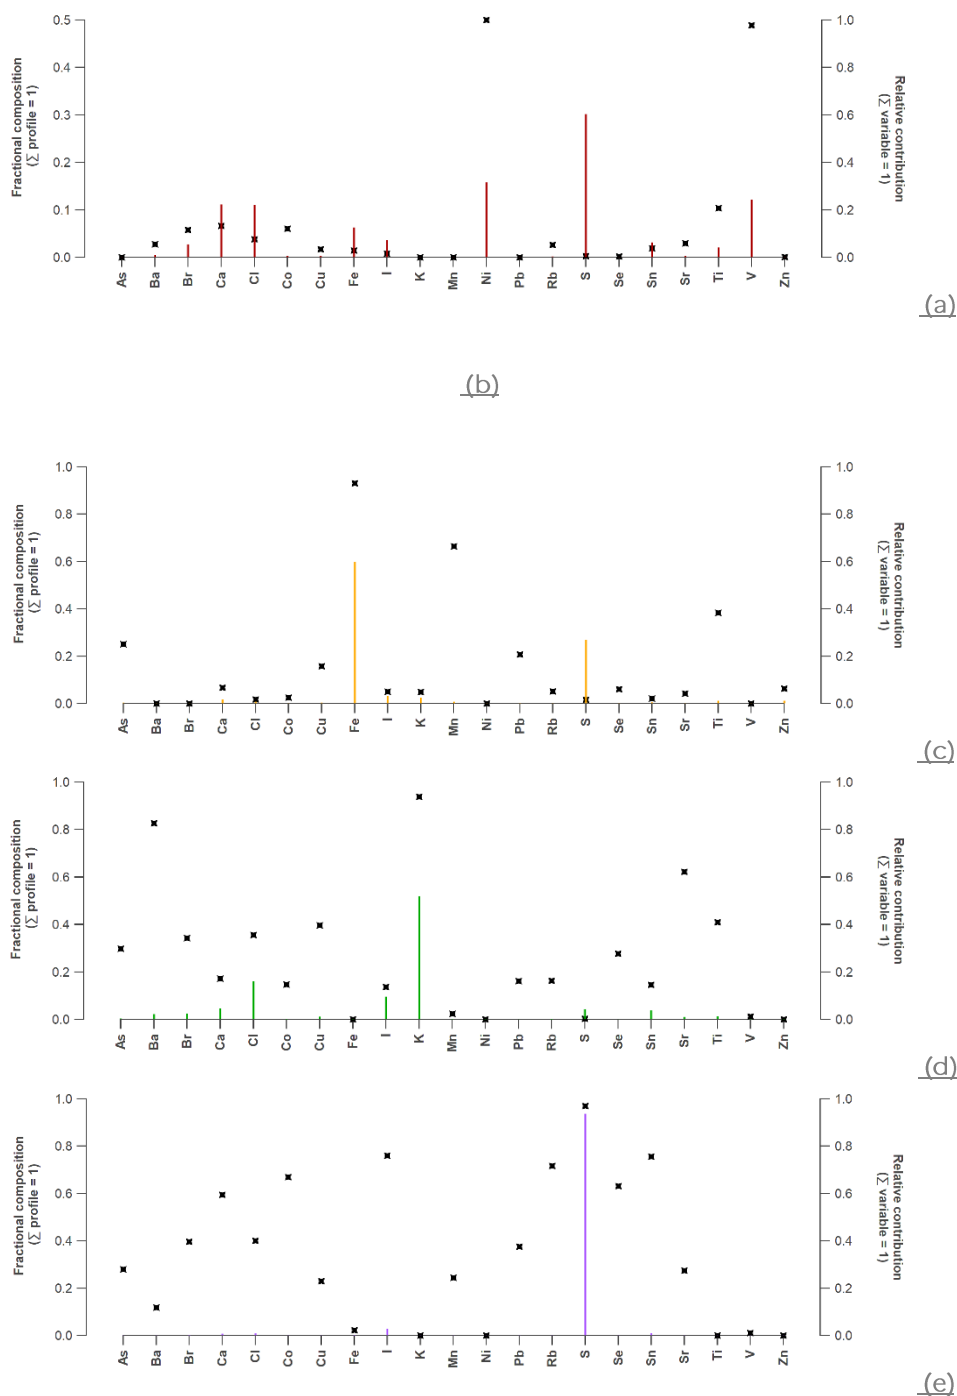 Fractional composition
(∑ profile = 1)
0.5
0.4
0.3
0.2
0.1
0.0
As Ba Br Ca Cl Co Cu Fe I K Mn Ni Pb Rb S Se Sn Sr Ti V Zn
1.0
0.8
0.6
0.4
0.2
0.0
Relative contribution
(∑ variable = 1)
(a)
(b)
Fractional composition
(∑ profile = 1)
1.0
0.8
0.6
0.4
0.2
0.0
As Ba Br Ca Cl Co Cu Fe I K Mn Ni Pb Rb S Se Sn Sr Ti V Zn
1.0
0.8
0.6
0.4
0.2
0.0
Relative contribution
(∑ variable = 1)
(c)
Fractional composition
(∑ profile = 1)
1.0
0.8
0.6
0.4
0.2
0.0
As Ba Br Ca Cl Co Cu Fe I K Mn Ni Pb Rb S Se Sn Sr Ti V Zn
1.0
0.8
0.6
0.4
0.2
0.0
Relative contribution
(∑ variable = 1)
(d)
Fractional composition
(∑ profile = 1)
1.0
0.8
0.6
0.4
0.2
0.0
As Ba Br Ca Cl Co Cu Fe I K Mn Ni Pb Rb S Se Sn Sr Ti V Zn
1.0
0.8
0.6
0.4
0.2
0.0
Relative contribution
(∑ variable = 1)
(e)